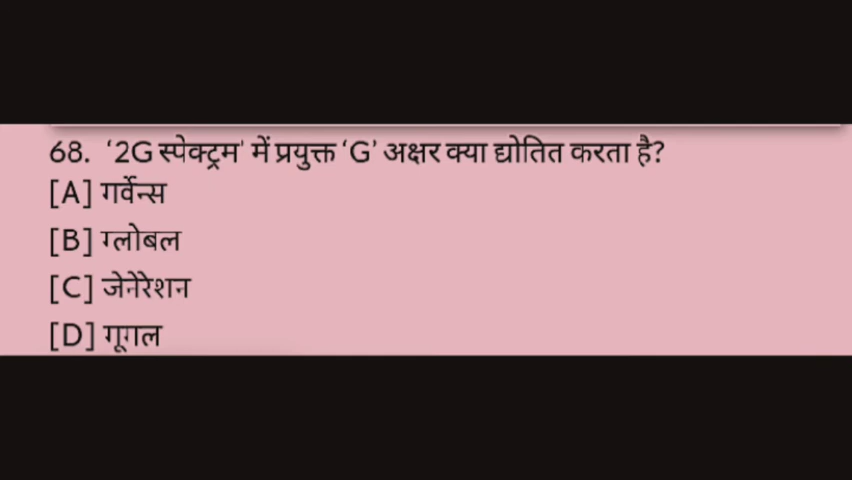 68. ‘2G स्पेक्ट्रम' में प्रयुक्त ‘G’ अक्षर क्या द्योतित करता है?
[A] गर्वेन्स
[B] ग्लोबल
[C] जेनेरेशन
[D] गूगल